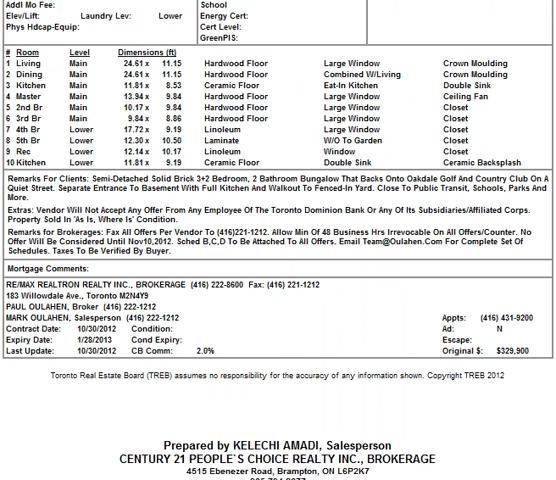 Addl Mo Fee: School
Elev/Lift: Laundry Lev: Lower Energy Cert:
Phys Hdcap-Equip: Cert Level:
GreenPIS:
# Room Level Dimensions (ft)
1 Living Main 24.61 x 11.15 Hardwood Floor Large Window Crown Moulding
2 Dining Main 24.61 x 11.15 Hardwood Floor Combined W/Living Crown Moulding
3 Kitchen Main 11.81 x 8.53 Ceramic Floor Eat-In Kitchen Double Sink
4 Master Main 13.94 x 9.84 Hardwood Floor Large Window Ceiling Fan
5 2nd Br Main 10.17 x 9.84 Hardwood Floor Large Window Closet
6 3rd Br Main 9.84 x 8.86 Hardwood Floor Large Window Closet
7 4th Br Lower 17.72 x 9.19 Linoleum Large Window Closet
8 5th Br Lower 12.30 x 10.50 Laminate W/O To Garden Closet
9 Rec Lower 12.14 x 10.17 Linoleum Window Closet
10 Kitchen Lower 11.81 x 9.19 Ceramic Floor Double Sink Ceramic Backsplash
Remarks For Clients: Semi-Detached Solid Brick 3+2 Bedroom, 2 Bathroom Bungalow That Backs Onto Oakdale Golf And Country Club On A
Quiet Street. Separate Entrance To Basement With Full Kitchen And Walkout To Fenced-In Yard. Close To Public Transit, Schools, Parks And
More.
Extras: Vendor Will Not Accept Any Offer From Any Employee Of The Toronto Dominion Bank Or Any Of Its Subsidiaries/Affiliated Corps.
Property Sold In 'As Is, Where Is' Condition.
Remarks for Brokerages: Fax All Offers Per Vendor To (416)221-1212. Allow Min Of 48 Business Hrs Irrevocable On All Offers/Counter. No
Offer Will Be Considered Until Nov10,2012. Sched B,C,D To Be Attached To All Offers. Email Team@Oulahen.Com For Complete Set Of
Schedules. Taxes To Be Verified By Buyer.
Mortgage Comments:
RE/MAX REALTRON REALTY INC., BROKERAGE (416) 222-8600 Fax: (416) 221-1212
183 Willowdale Ave., Toronto M2N4Y9
PAUL OULAHEN, Broker (416) 222-1212
MARK OULAHEN, Salesperson (416) 222-1212 Appts: (416) 431-9200
Contract Date: 10/30/2012 Condition: Ad: N
Expiry Date: 1/28/2013 Cond Expiry: Escape:
Last Update: 10/30/2012 CB Comm: 2.0% Original $: $329,900
Toronto Real Estate Board (TREB) assumes no responsibility for the accuracy of any information shown. Copyright TREB 2012
Prepared by KELECHI AMADI, Salesperson
CENTURY 21 PEOPLE`S CHOICE REALTY INC., BROKERAGE
4515 Ebenezer Road, Brampton, ON L6P2K7